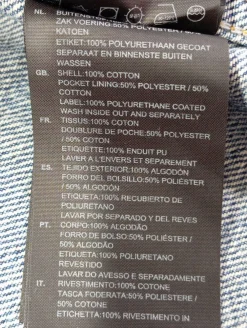 NL. BUITENSTOF
ZAK VOERING:50% POLYESTER / 50%
KATOEN
ETIKET:100% POLYURETHAAN GECOAT
SEPARAAT EN BINNENSTE BUITEN
WASSEN
GB. SHELL:100% COTTON
POCKET LINING:50% POLYESTER / 50%
COTTON
LABEL:100% POLYURETHANE COATED
WASH INSIDE OUT AND SEPARATELY
FR. TISSUS:100% COTON
DOUBLURE DE POCHE:50% POLYESTER
/ 50% COTON
ETIQUETTE:100% ENDUIT PU
LAVER A L'ENVERS ET SEPAREMENT
ES. TEJIDO EXTERIOR:100% ALGODÓN
FORRO DEL BOLSILLO:50% POLIÉSTER
/ 50% ALGODÓN
ETIQUETA:100% RECUBIERTO DE
POLIURETANO
LAVAR POR SEPARADO Y DEL REVES
PT. CORPO:100% ALGODÃO
FORRO DE BOLSO:50% POLIÉSTER /
50% ALGODÃO
ETIQUETA:100% POLIURETANO
REVESTIDO
LAVAR DO AVESSO E SEPARADAMENTE
IT. RIVESTIMENTO:100% COTONE
TASCA FODERATA:50% POLIESTERE /
50% COTONE
ETICHETTA:100% RIVESTIMENTO IN